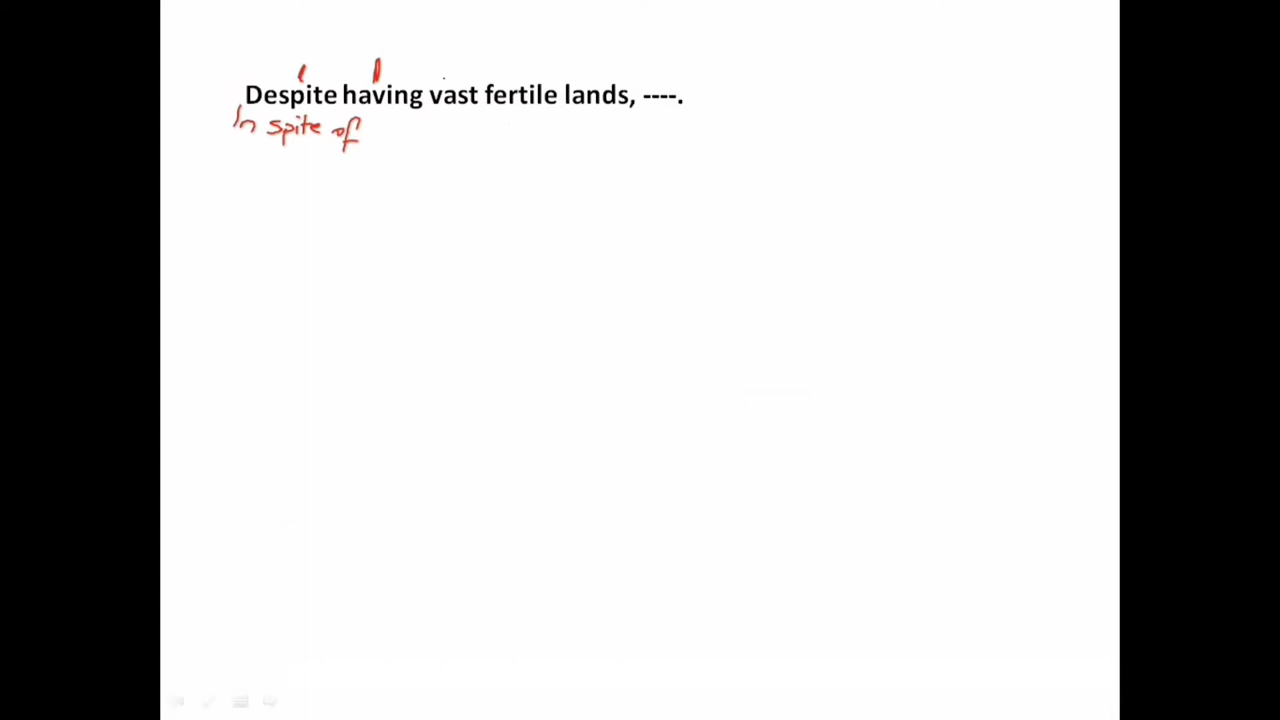 Despite having vast fertile lands, ----.
In spite of